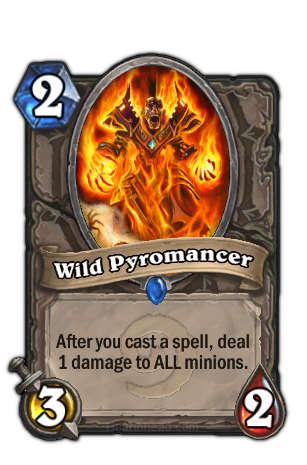 2
Wild Pyromancer
After you cast a spell, deal
1 damage to ALL minions.
3
2